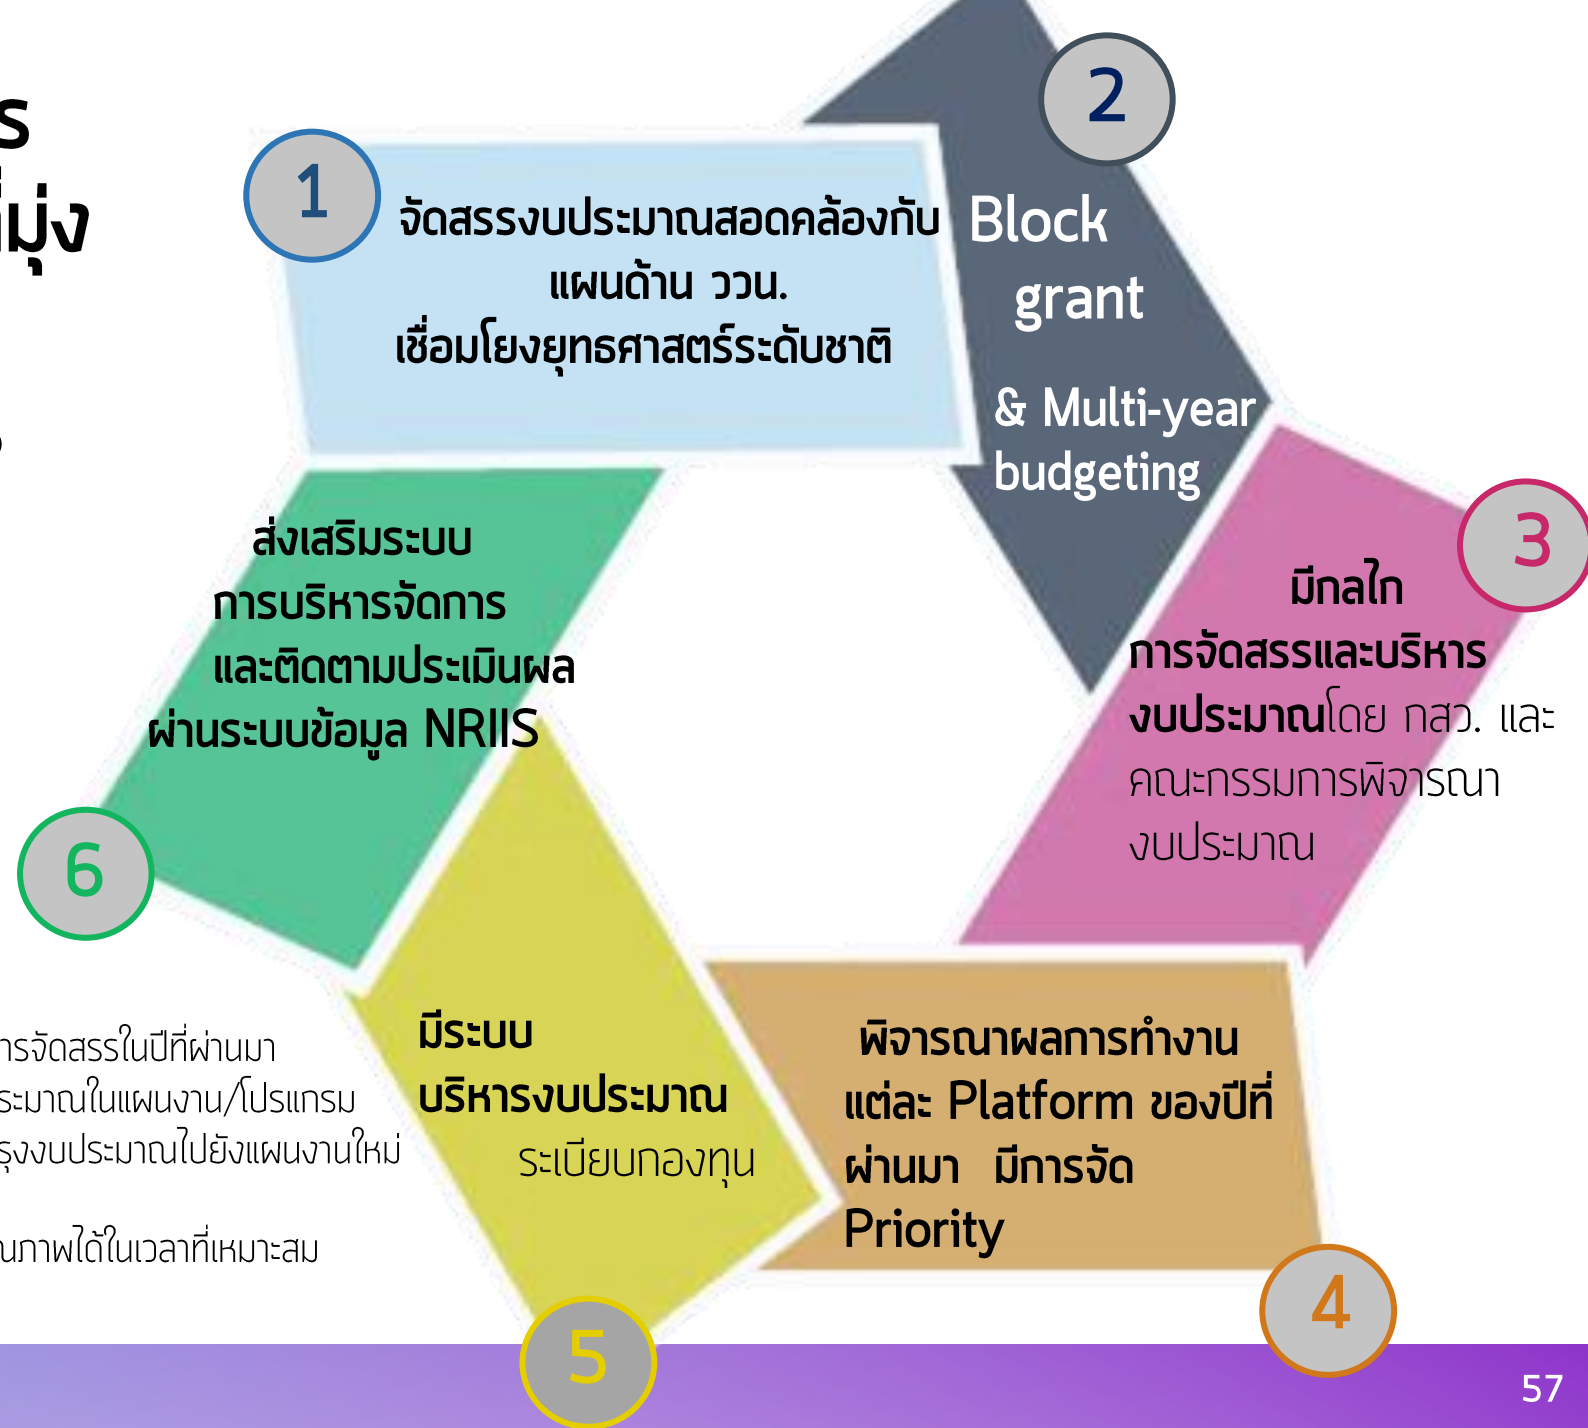 ที่มุ่ง
1
จัดสรรงบประมาณสอดคล้องกับ
แผนด้าน ววน.
เชื่อมโยงยุทธศาสตร์ระดับชาติ
2
Block
grant
& Multi-year
budgeting
3
มีกลไก
การจัดสรรและบริหาร
งบประมาณโดย กสว. และ
คณะกรรมการพิจารณา
งบประมาณ
4
พิจารณาผลการทำงาน
แต่ละ Platform ของปีที่
ผ่านมา มีการจัด
Priority
5
มีระบบ
บริหารงบประมาณ
ระเบียบกองทุน
6
ส่งเสริมระบบ
การบริหารจัดการ
และติดตามประเมินผล
ผ่านระบบข้อมูล NRIIS
ารจัดสรรในปีที่ผ่านมา
ระมาณในแผนงาน/โปรแกรม
รุงงบประมาณไปยังแผนงานใหม่
ณภาพได้ในเวลาที่เหมาะสม
57